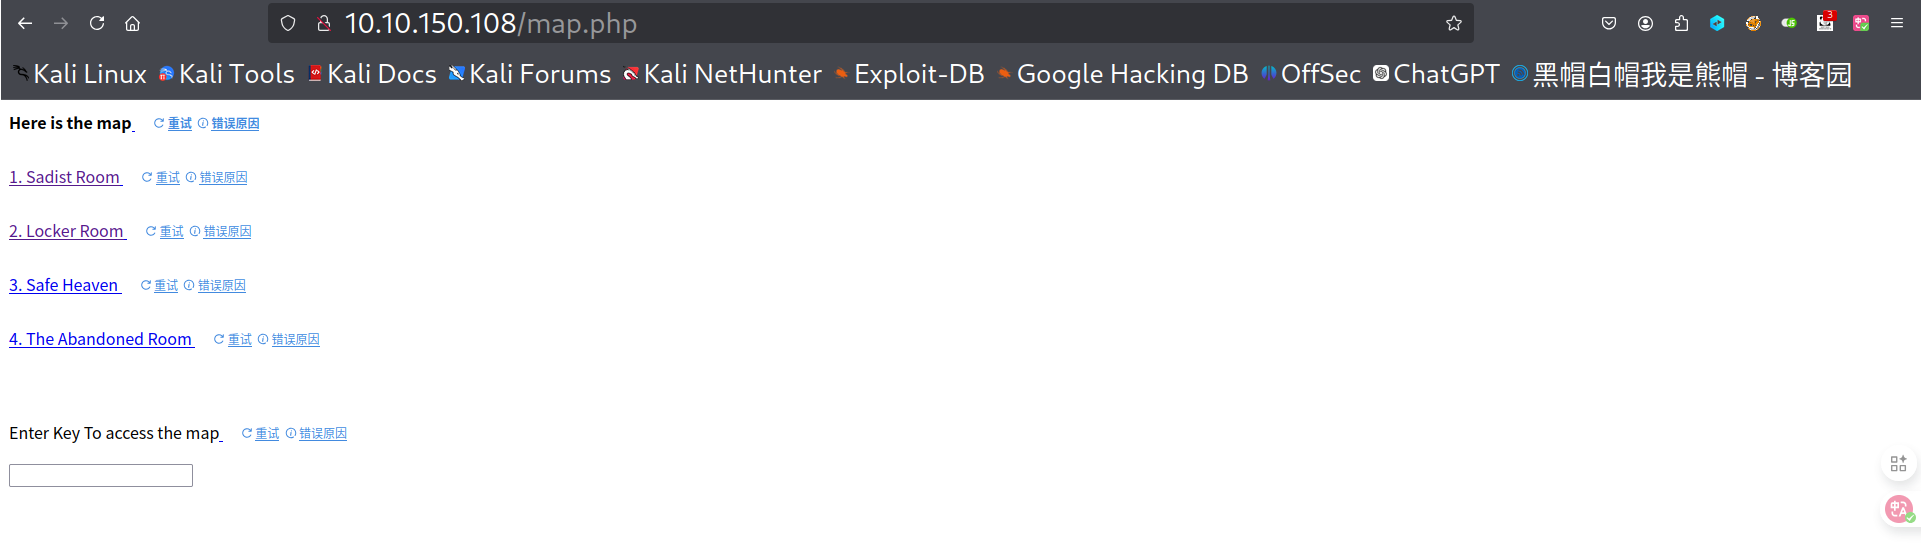 10.10.150.108/map.php
3
Kali Linux Kali Tools Kali Docs Kali Forums Kali NetHunter Exploit-DB Google Hacking DB OffSec ChatGPT 黑帽白帽我是熊帽 - 博客园
Here is the map 重试 错误原因
1. Sadist Room 重试 错误原因
2. Locker Room 重试 错误原因
3. Safe Heaven 重试 错误原因
4. The Abandoned Room 重试 错误原因
Enter Key To access the map 重试 错误原因